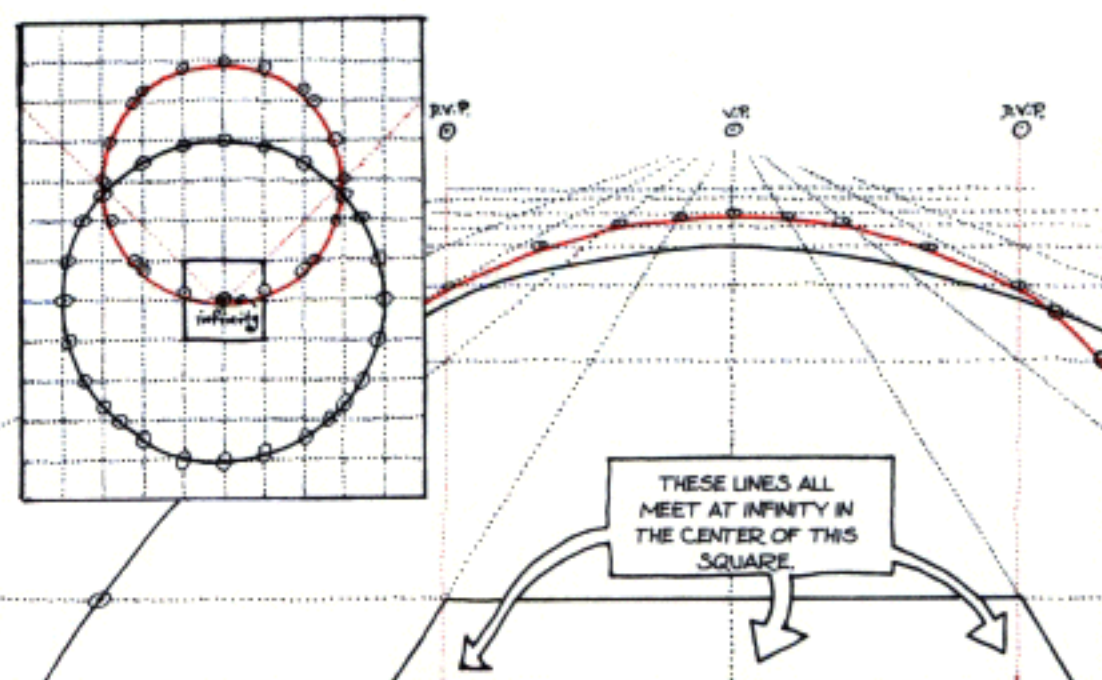 D.V.P.
V.P.
D.V.P.
infinity
THESE LINES ALL
MEET AT INFINITY IN
THE CENTER OF THIS
SQUARE.